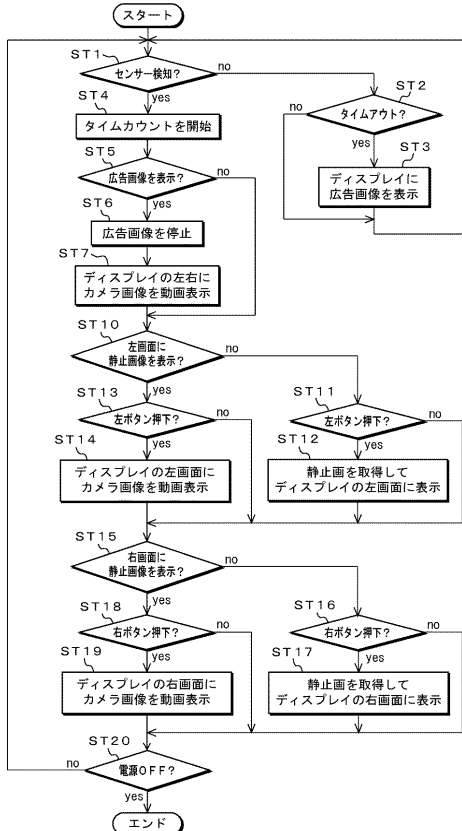 スタート
ST1
センサー検知?
no
yes
ST2
タイムアウト?
no
yes
ST3
ディスプレイに
広告画像を表示
ST4
タイムカウントを開始
ST5
広告画像を表示?
no
yes
ST6
広告画像を停止
ST7
ディスプレイの左右に
カメラ画像を動画表示
ST10
左画面に
静止画像を表示?
no
yes
ST13
左ボタン押下?
no
yes
ST11
左ボタン押下?
no
yes
ST14
ディスプレイの左画面に
カメラ画像を動画表示
ST12
静止画を取得して
ディスプレイの左画面に表示
ST15
右画面に
静止画像を表示?
no
yes
ST18
右ボタン押下?
no
yes
ST16
右ボタン押下?
no
yes
ST19
ディスプレイの右画面に
カメラ画像を動画表示
ST17
静止画を取得して
ディスプレイの右画面に表示
ST20
電源OFF?
no
yes
エンド